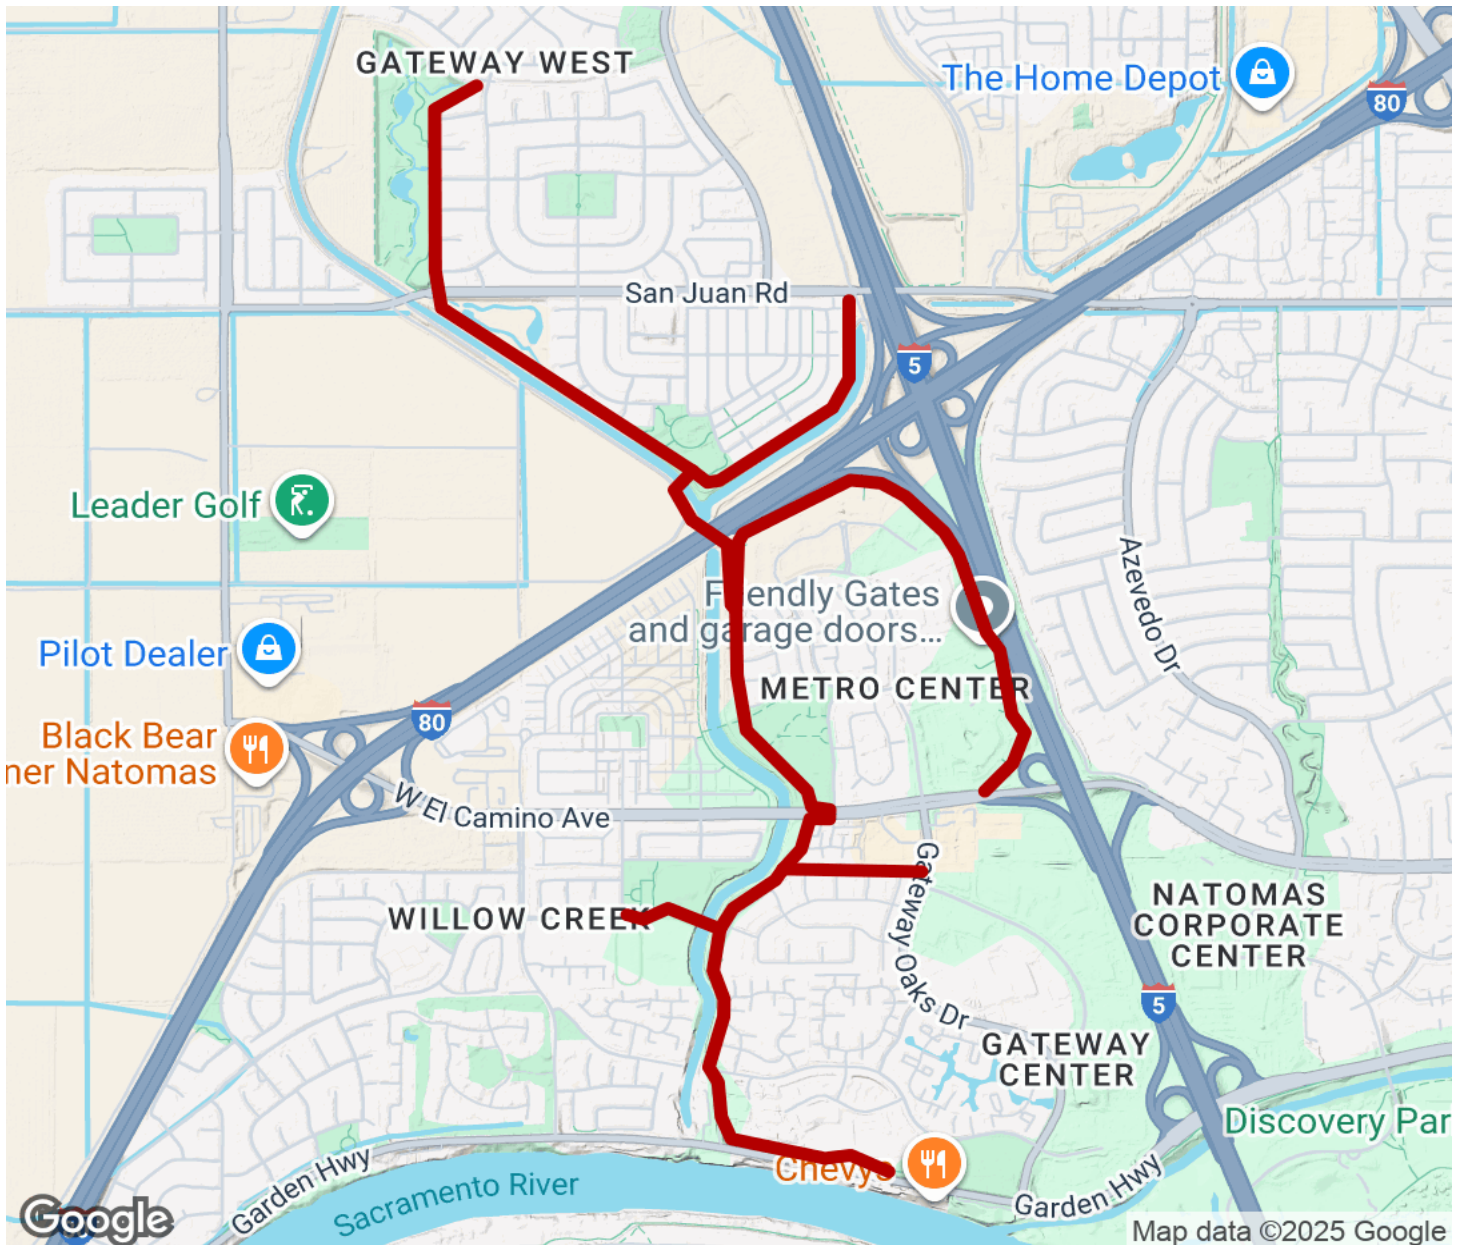 GATEWAY WEST
The Home Depot
80
San Juan Rd
5
Leader Golf
Azevedo Dr
Friendly Gates
and garage doors...
Pilot Dealer
METRO CENTER
80
Black Bear
ner Natomas
W El Camino Ave
Gateway Oaks Dr
WILLOW CREEK
NATOMAS
CORPORATE
CENTER
5
GATEWAY
CENTER
Discovery Par
Chevys
Garden Hwy
Sacramento River
Garden Hwy
Google
Map data ©2025 Google